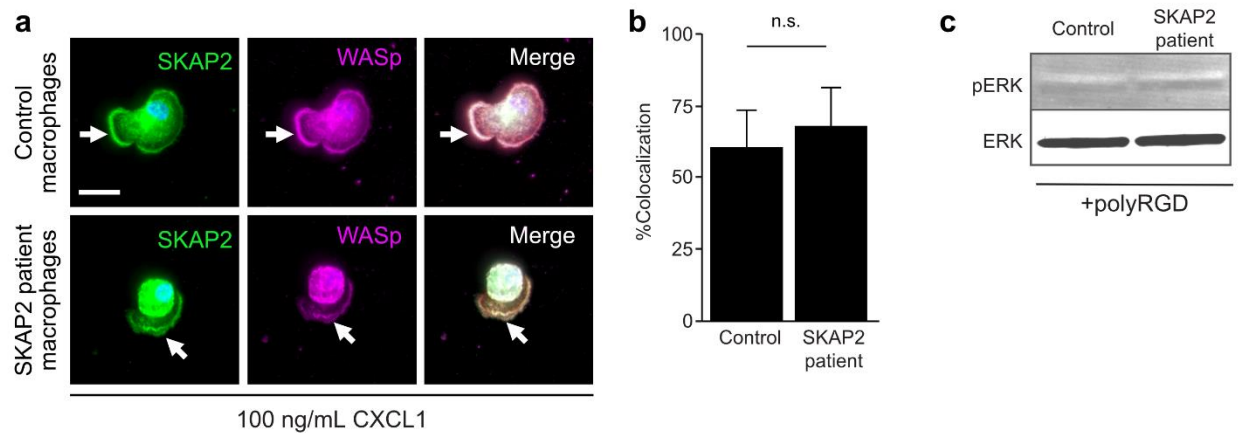 a
SKAP2
WASp
Merge
Control
macrophages
SKAP2
WASp
Merge
SKAP2 patient
macrophages
100 ng/mL CXCL1
b
n.s.
100
75
50
25
0
%Colocalization
Control
SKAP2
patient
c
Control
SKAP2
patient
pERK
ERK
+polyRGD